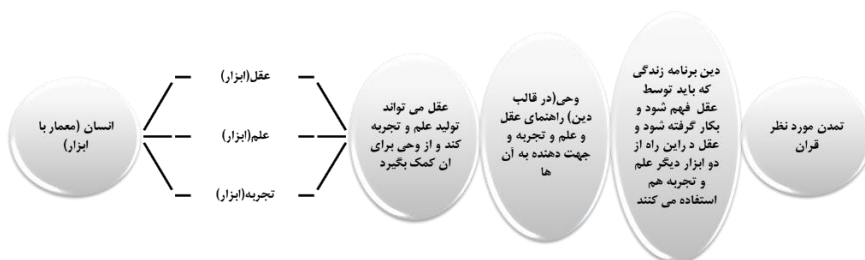 انسان (معمار با
ابزار)
عقل(ابزار)
علم(ابزار)
تجربه(ابزار)
عقل می تواند
تولید علم و تجربه
کند و از وحی برای
ان کمک بگیرد
وحی(در قالب
دین) راهنمای عقل
و علم و تجربه و
جهت دهنده به آن
ها
دین برنامه زندگی
که باید توسط
عقل فهم شود و
بکار گرفته شود و
عقل د راین راه از
دو ابزار دیگر علم
و تجربه هم
استفاده می کنند
تمدن مورد نظر
قران